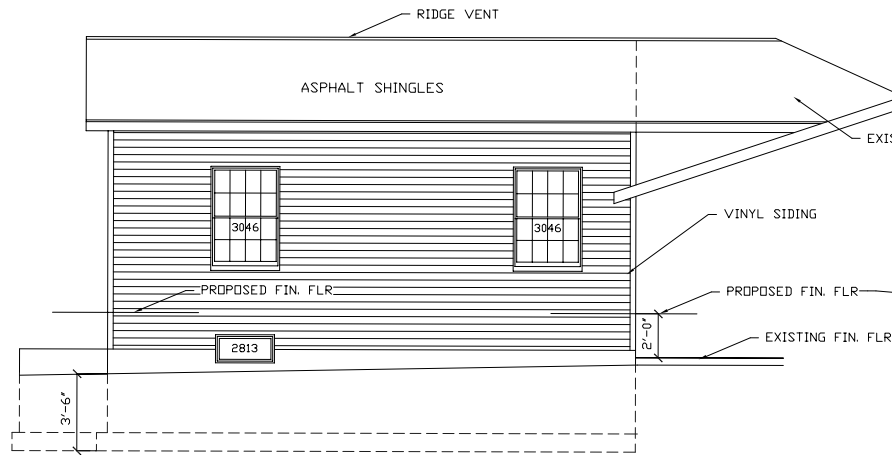 RIDGE VENT
ASPHALT SHINGLES
3046
3046
VINYL SIDING
PROPOSED FIN. FLR
PROPOSED FIN. FLR
2'-0"
EXISTING FIN. FLR
2813
3'-6"